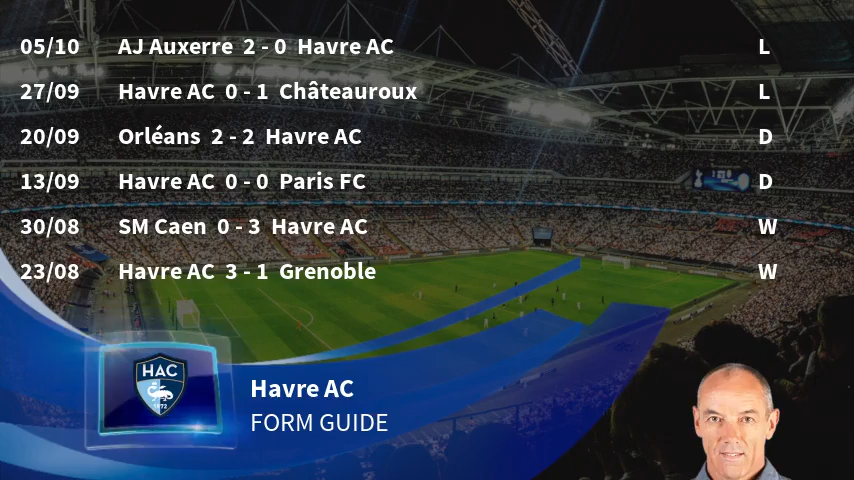 05/10 AJ Auxerre 2 - 0 Havre AC L
27/09 Havre AC 0 - 1 Châteauroux L
20/09 Orléans 2 - 2 Havre AC D
13/09 Havre AC 0 - 0 Paris FC D
30/08 SM Caen 0 - 3 Havre AC W
23/08 Havre AC 3 - 1 Grenoble W
HAC
1872
Havre AC
FORM GUIDE